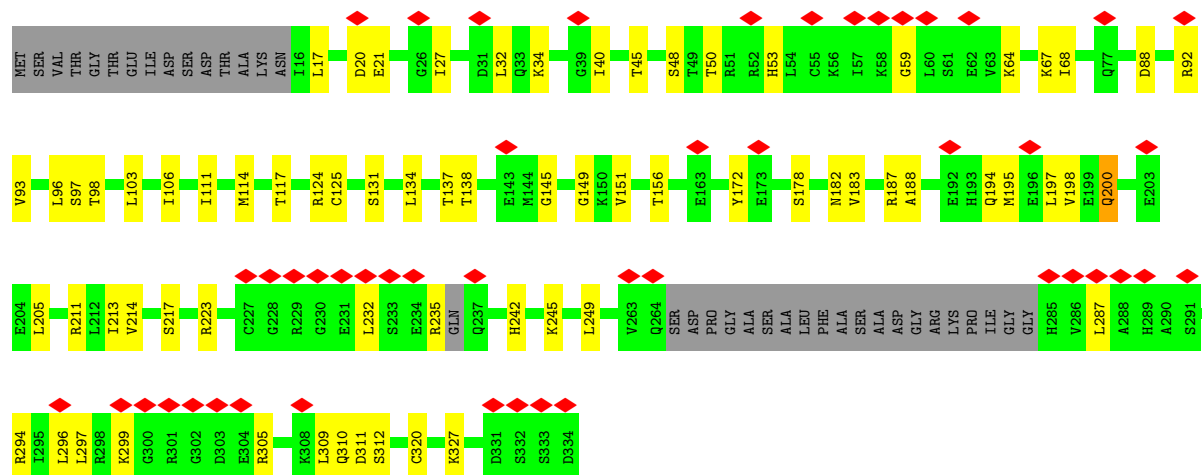 MET SER VAL THR GLY THR GLU ILE ASP SER ASP THR ALA LYS ASN I16 L17 D20 E21 G26 I27 D31 L32 Q33 K34 G39 I40 T45 S48 T49 T50 R51 R52 H53 L54 C55 K56 I57 K58 G59 L60 S61 E62 V63 K64 K67 I68 Q77 D88 R92
V93 L96 S97 T98 L103 I106 I111 M114 T117 R124 C125 S131 L134 T137 T138 E143 M144 G145 G149 K150 V151 T156 E163 Y172 E173 S178 N182 V183 R187 A188 E192 H193 Q194 M195 E196 L197 V198 E199 Q200 E203
E204 L205 R211 L212 I213 V214 S217 R223 C227 G228 R229 G230 E231 L232 S233 E234 R235 GLN Q237 H242 K245 L249 V263 Q264 SER ASP PRO GLY ALA SER ALA LEU PHE ALA SER ALA ASP GLY ARG LYS PRO ILE GLY GLY H285 V286 L287 A288 H289 A290 S291
R294 I295 L296 L297 R298 K299 G300 R301 G302 D303 E304 R305 K308 L309 Q310 D311 S312 C320 K327 D331 S332 S333 D334